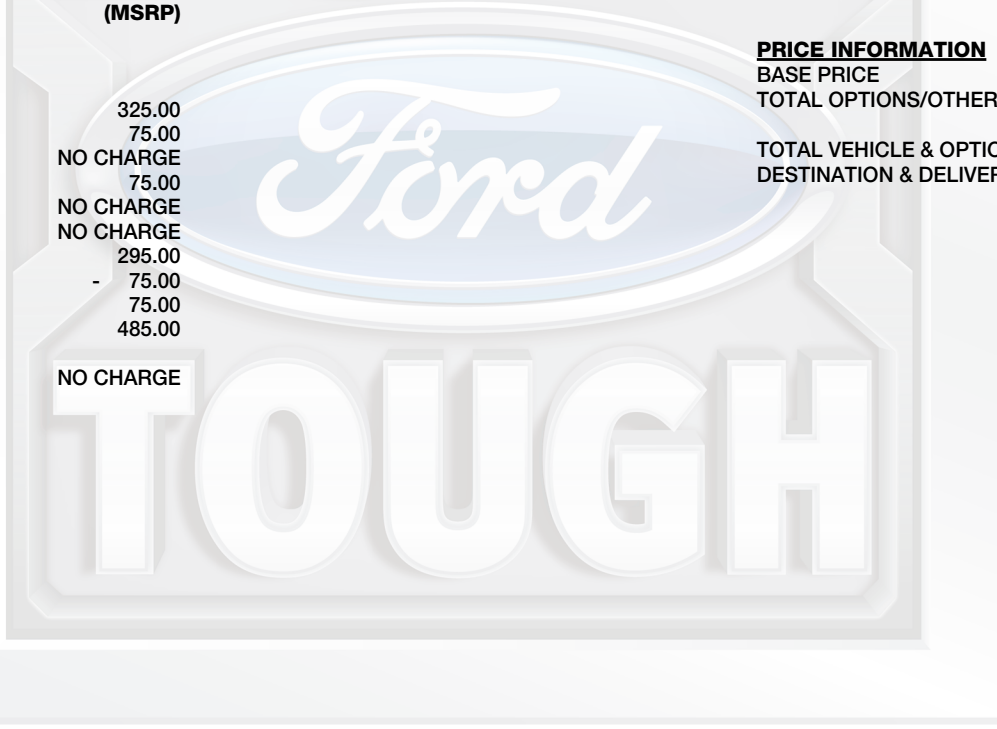 (MSRP)
325.00
75.00
NO CHARGE
75.00
NO CHARGE
NO CHARGE
295.00
- 75.00
75.00
485.00
NO CHARGE
PRICE INFORMATION
BASE PRICE
TOTAL OPTIONS/OTHER
TOTAL VEHICLE & OPTIO
DESTINATION & DELIVER
Ford
TOUGH